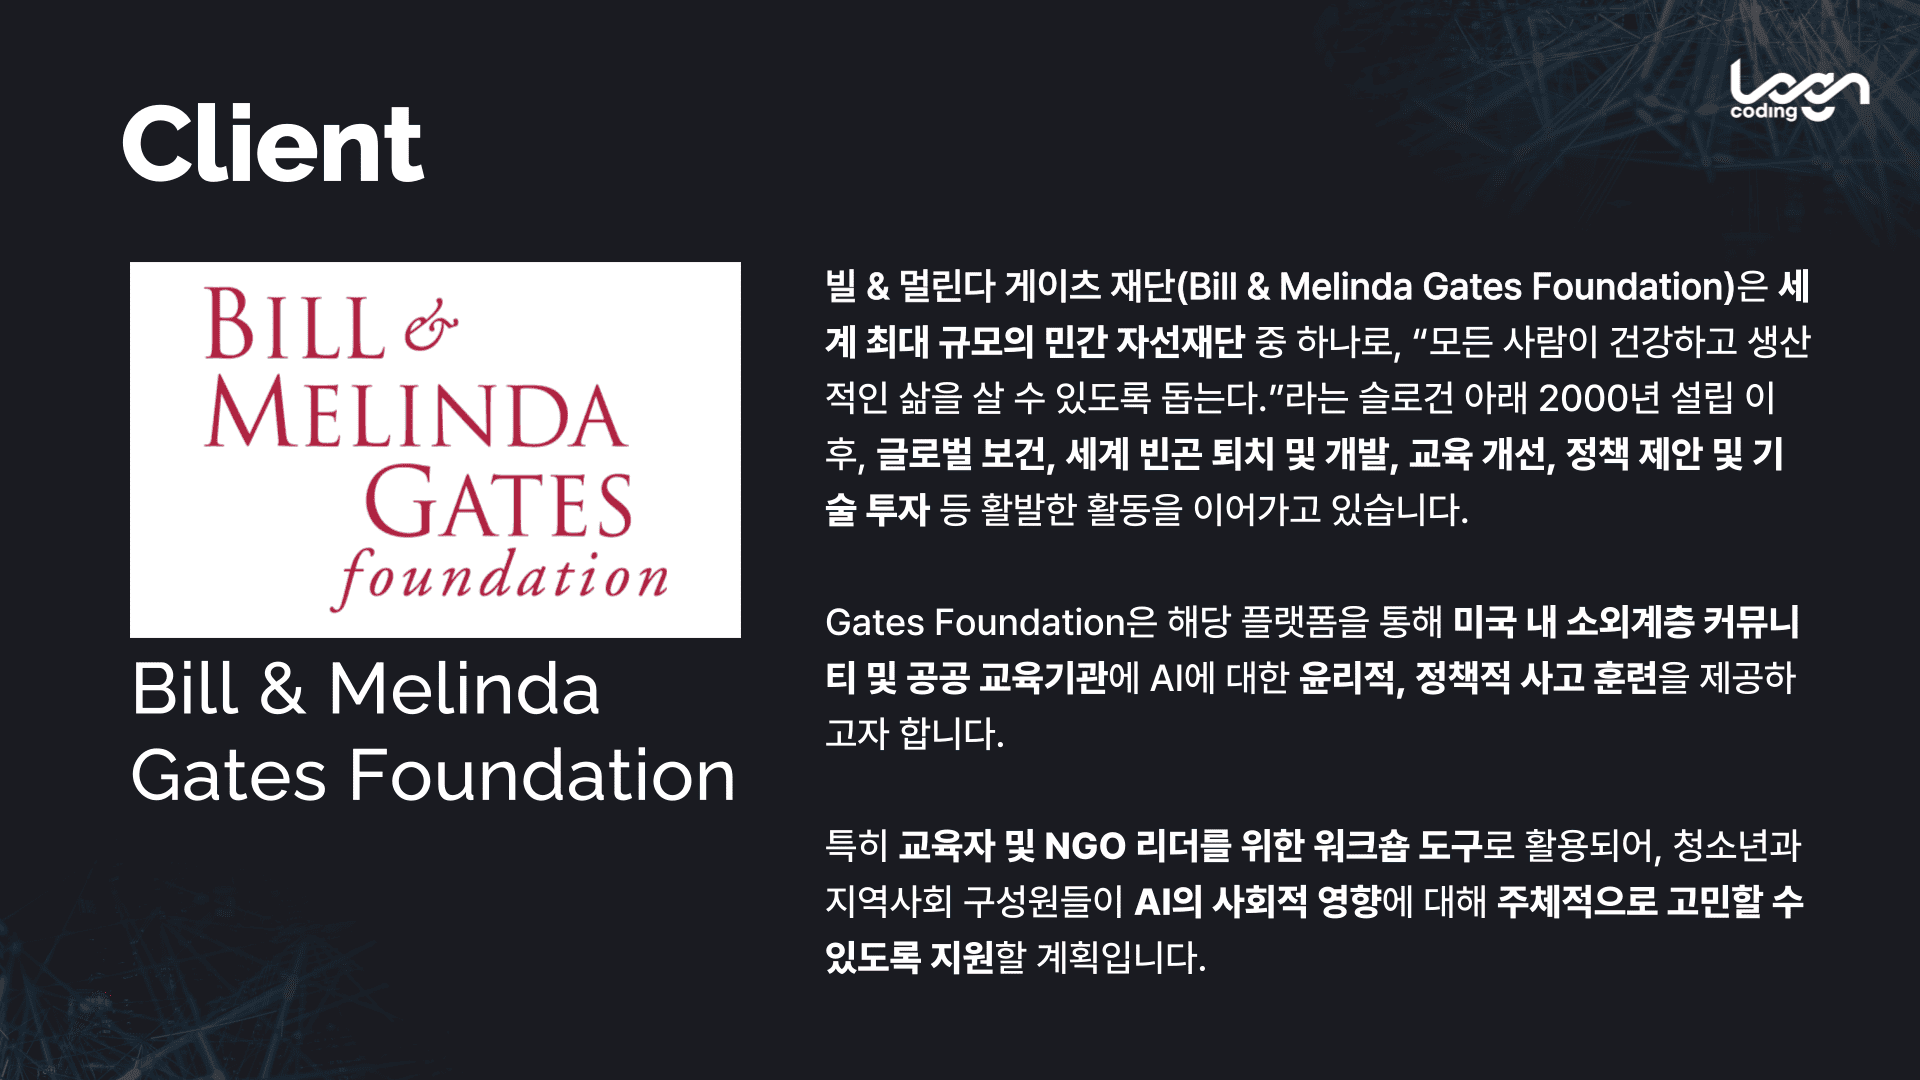 Client
Logn
coding
BILL &
MELINDA
GATES
foundation
Bill & Melinda
Gates Foundation
빌 & 멀린다 게이츠 재단(Bill & Melinda Gates Foundation)은 세
계 최대 규모의 민간 자선재단 중 하나로, “모든 사람이 건강하고 생산
적인 삶을 살 수 있도록 돕는다.”라는 슬로건 아래 2000년 설립 이
후, 글로벌 보건, 세계 빈곤 퇴치 및 개발, 교육 개선, 정책 제안 및 기
술 투자 등 활발한 활동을 이어가고 있습니다.
Gates Foundation은 해당 플랫폼을 통해 미국 내 소외계층 커뮤니
티 및 공공 교육기관에 AI에 대한 윤리적, 정책적 사고 훈련을 제공하
고자 합니다.
특히 교육자 및 NGO 리더를 위한 워크숍 도구로 활용되어, 청소년과
지역사회 구성원들이 AI의 사회적 영향에 대해 주체적으로 고민할 수
있도록 지원할 계획입니다.